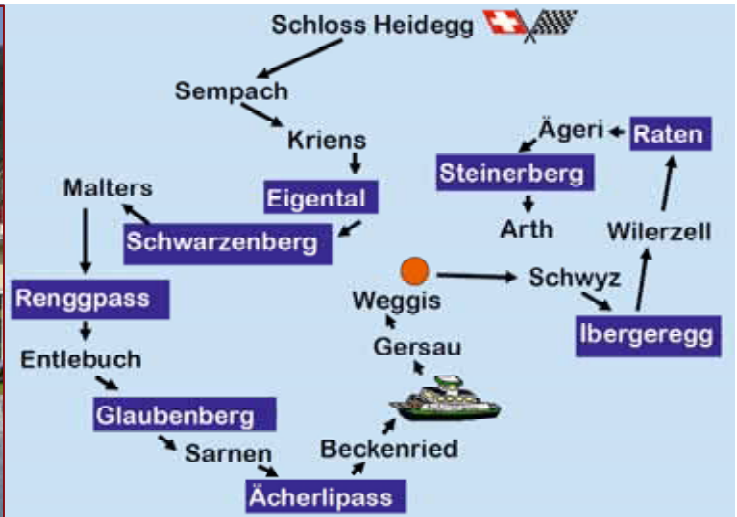 Schloss Heidegg
Sempach
Kriens
Eigental
Schwarzenberg
Malters
Renggpass
Entlebuch
Glaubenberg
Sarnen
Ächerlipass
Beckenried
Gersau
Weggis
Schwyz
Ibergeregg
Wilerzell
Raten
Ägeri
Steinerberg
Arth